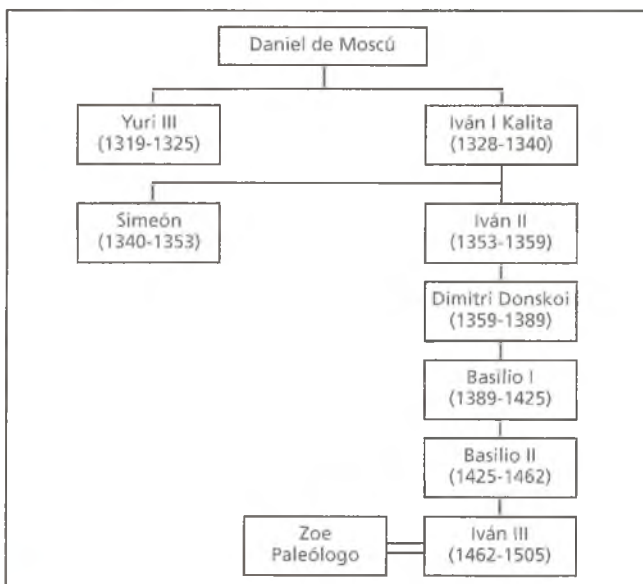 Daniel de Moscú
Yuri III
(1319-1325)
Iván I Kalita
(1328-1340)
Simeón
(1340-1353)
Iván II
(1353-1359)
Dimitri Donskoi
(1359-1389)
Basilio I
(1389-1425)
Basilio II
(1425-1462)
Zoe
Paleólogo
Iván III
(1462-1505)